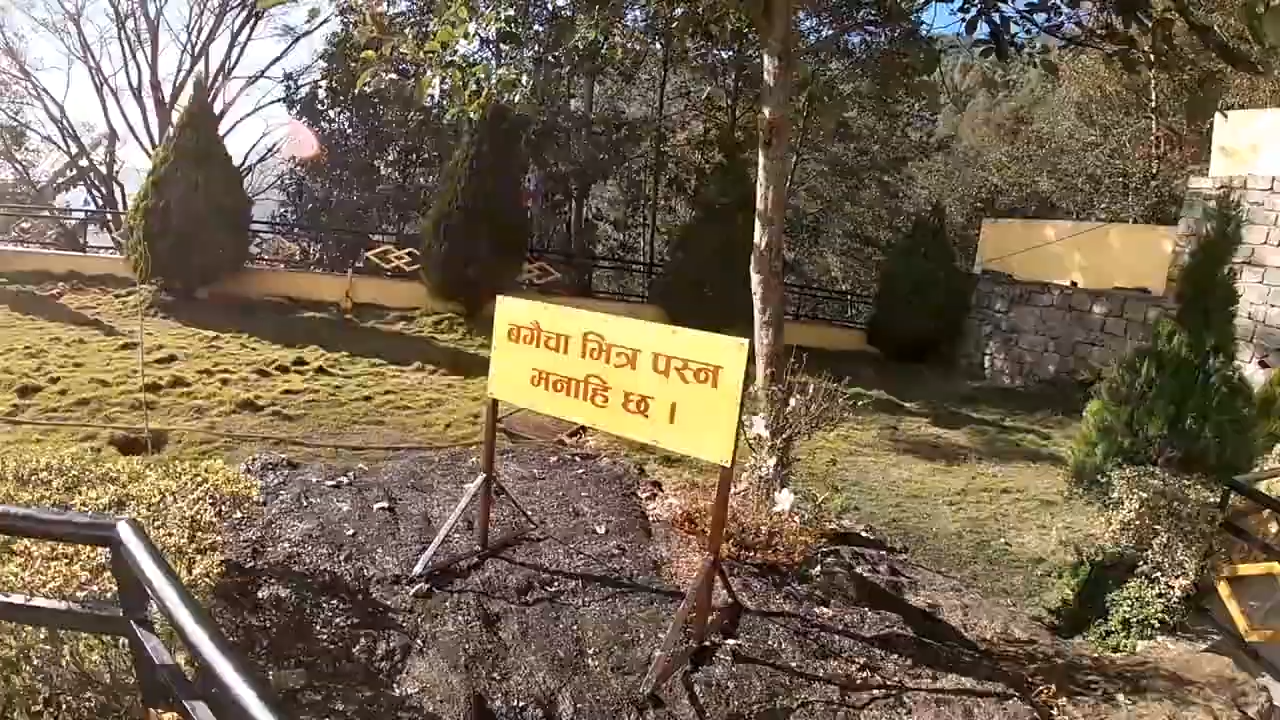 बगैचा भित्र पस्न
मनाहि छ ।